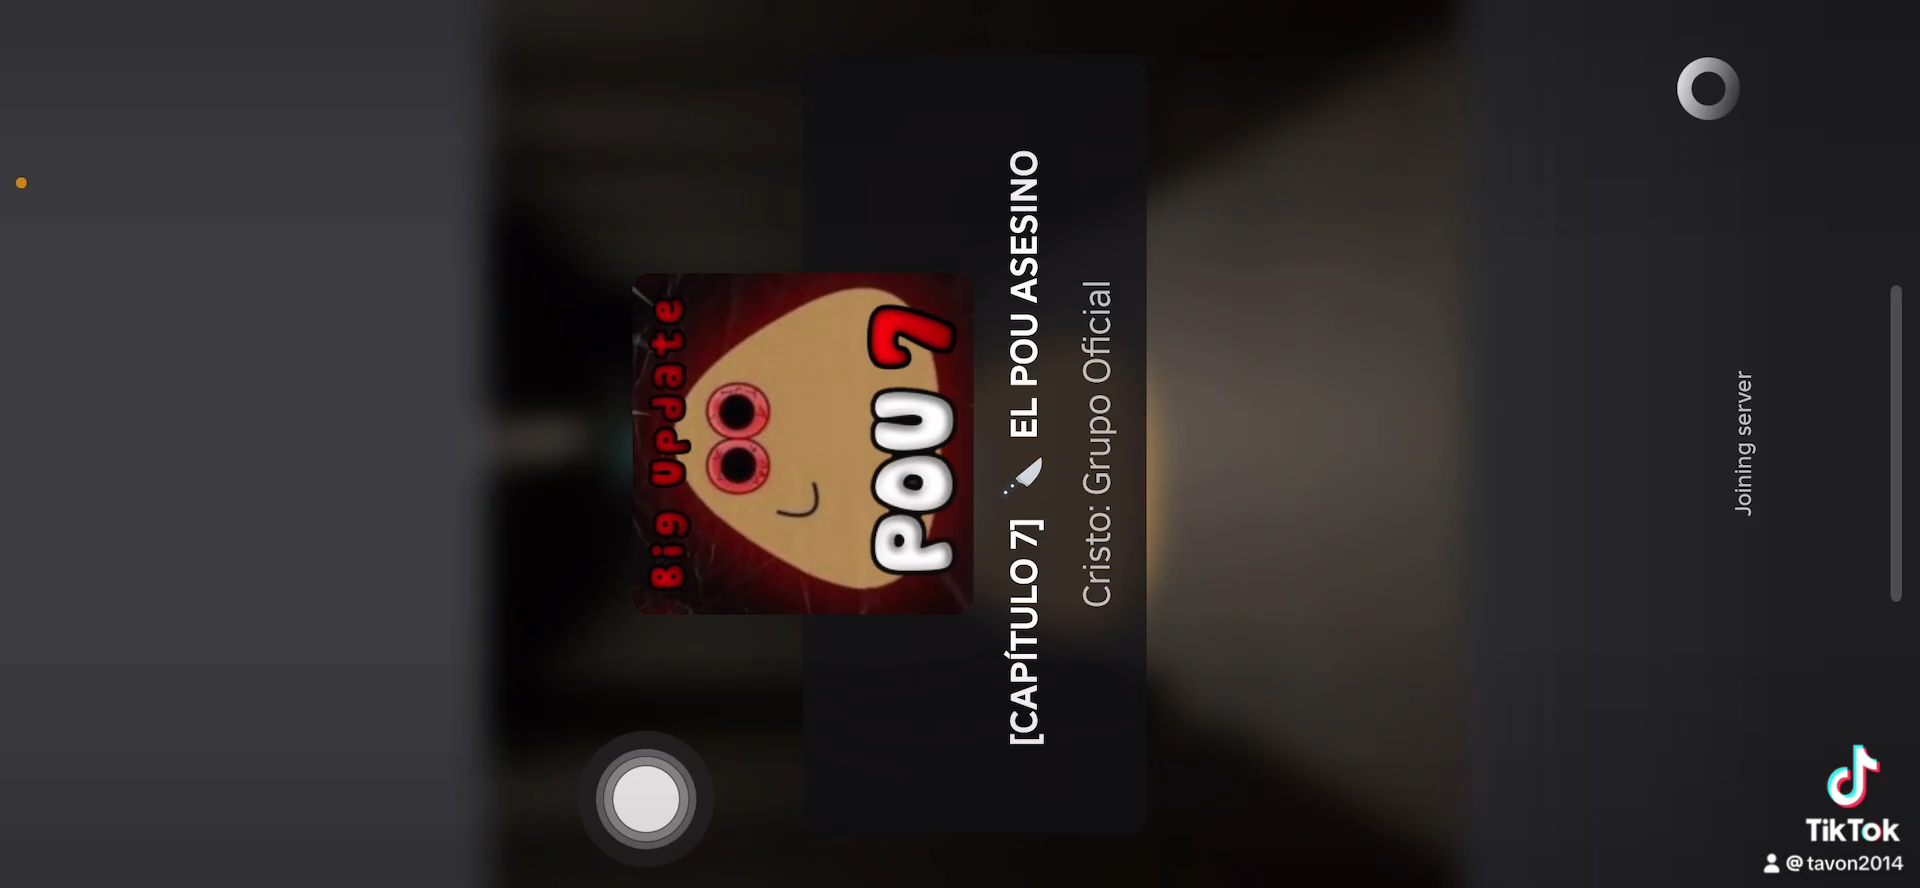 Big Update
POU 7
[CAPÍTULO 7] 🔪 EL POU ASESINO
Cristo: Grupo Oficial
Joining server
TikTok
@tavon2014